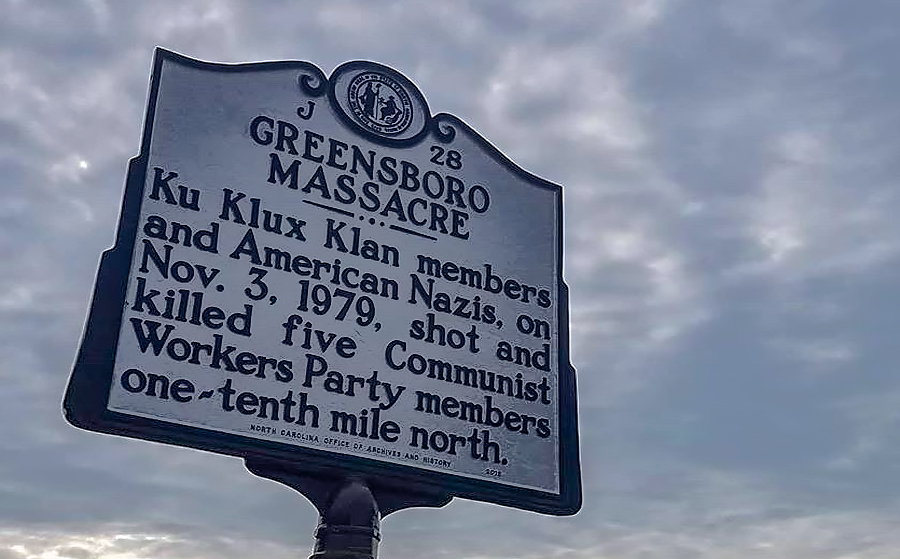 J 28
GREENSBORO
MASSACRE
Ku Klux Klan members
and American Nazis, on
Nov. 3, 1979, shot and
killed five Communist
Workers Party members
one-tenth mile north.
NORTH CAROLINA OFFICE OF ARCHIVES AND HISTORY